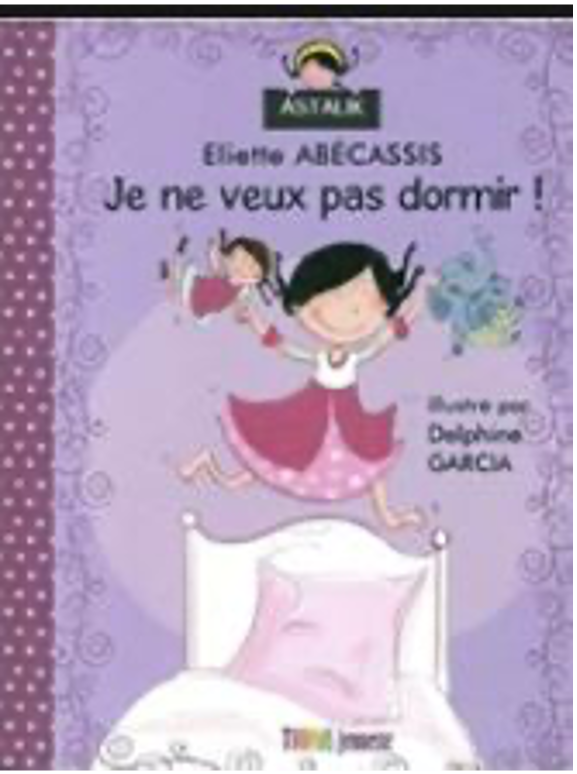 ASTALIK
Eliette ABÉCASSIS
Je ne veux pas dormir !
illustré par
Delphine
GARCIA
jeunesse